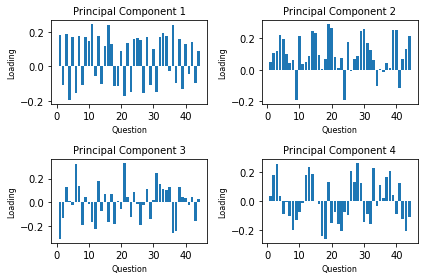 Principal Component 1
Principal Component 2
0.2
0.0
−0.2
Loading
0 10 20 30 40
Question
0.2
0.0
−0.2
Loading
0 10 20 30 40
Question
Principal Component 3
Principal Component 4
0.2
0.0
−0.2
Loading
0 10 20 30 40
Question
0.2
0.0
−0.2
Loading
0 10 20 30 40
Question